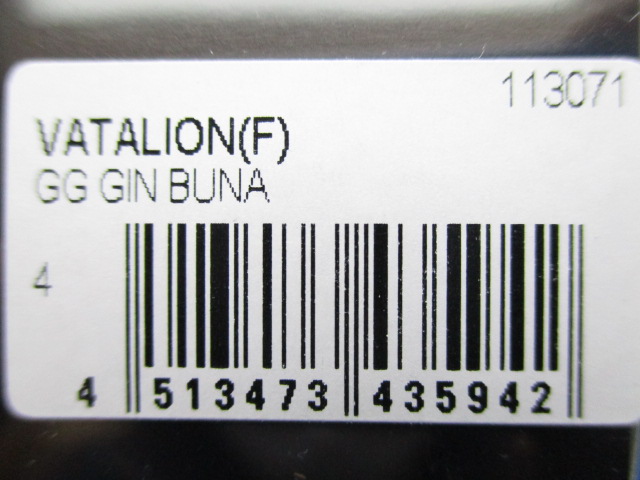 113071
VATALION(F)
GG GIN BUNA
4
4 513473 435942